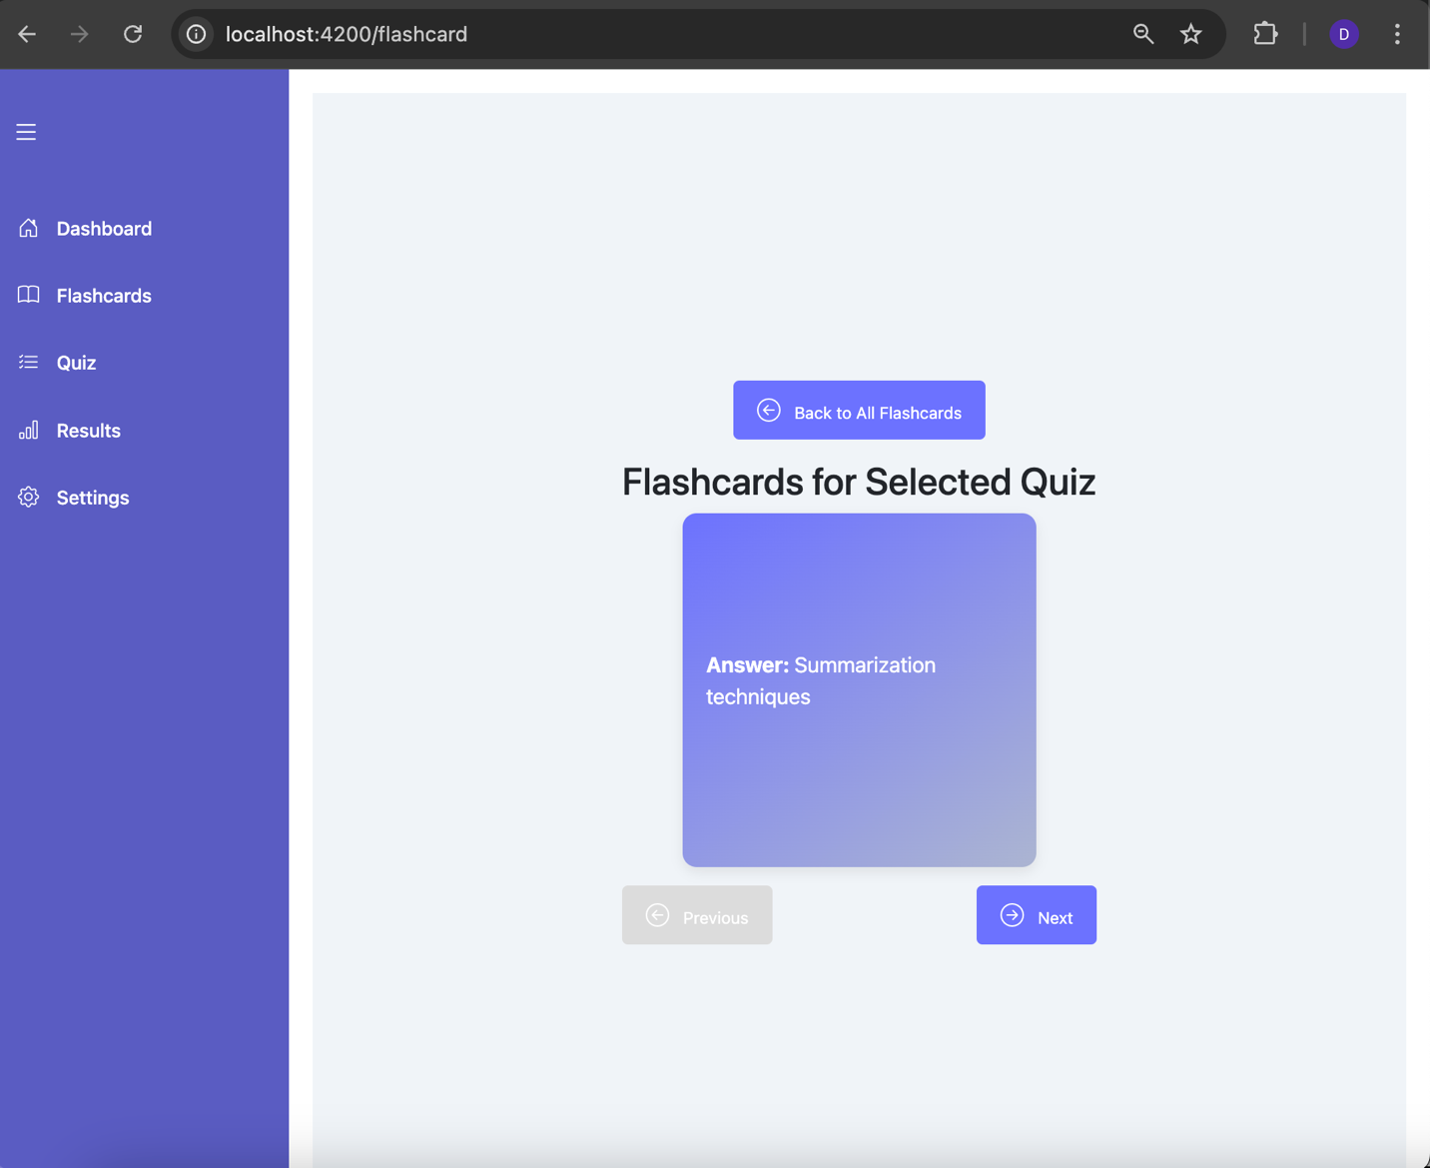 localhost:4200/flashcard
D
Dashboard
Flashcards
Quiz
Results
Settings
Back to All Flashcards
Flashcards for Selected Quiz
Answer: Summarization
techniques
Previous
Next